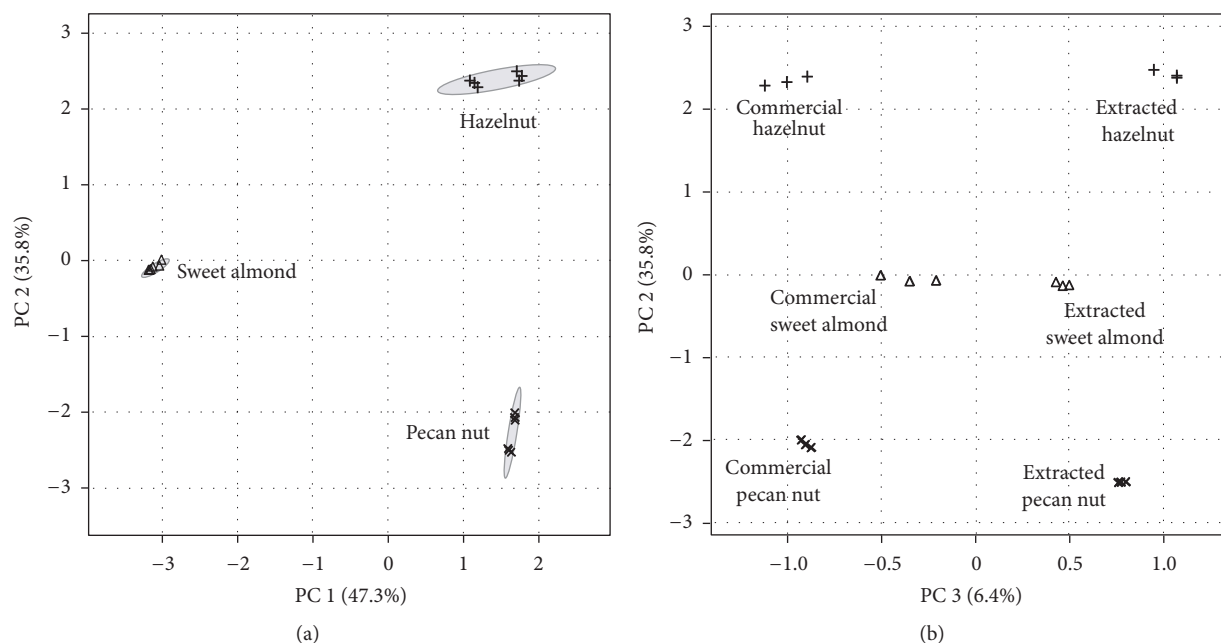 3
2
1
0
−1
−2
−3
PC 2 (35.8%)
Hazelnut
Sweet almond
Pecan nut
−3 −2 −1 0 1 2
PC 1 (47.3%)
(a)
3
2
1
0
−1
−2
−3
PC 2 (35.8%)
Commercial
hazelnut
Extracted
hazelnut
Commercial
sweet almond
Extracted
sweet almond
Commercial
pecan nut
Extracted
pecan nut
−1.0 −0.5 0 0.5 1.0
PC 3 (6.4%)
(b)